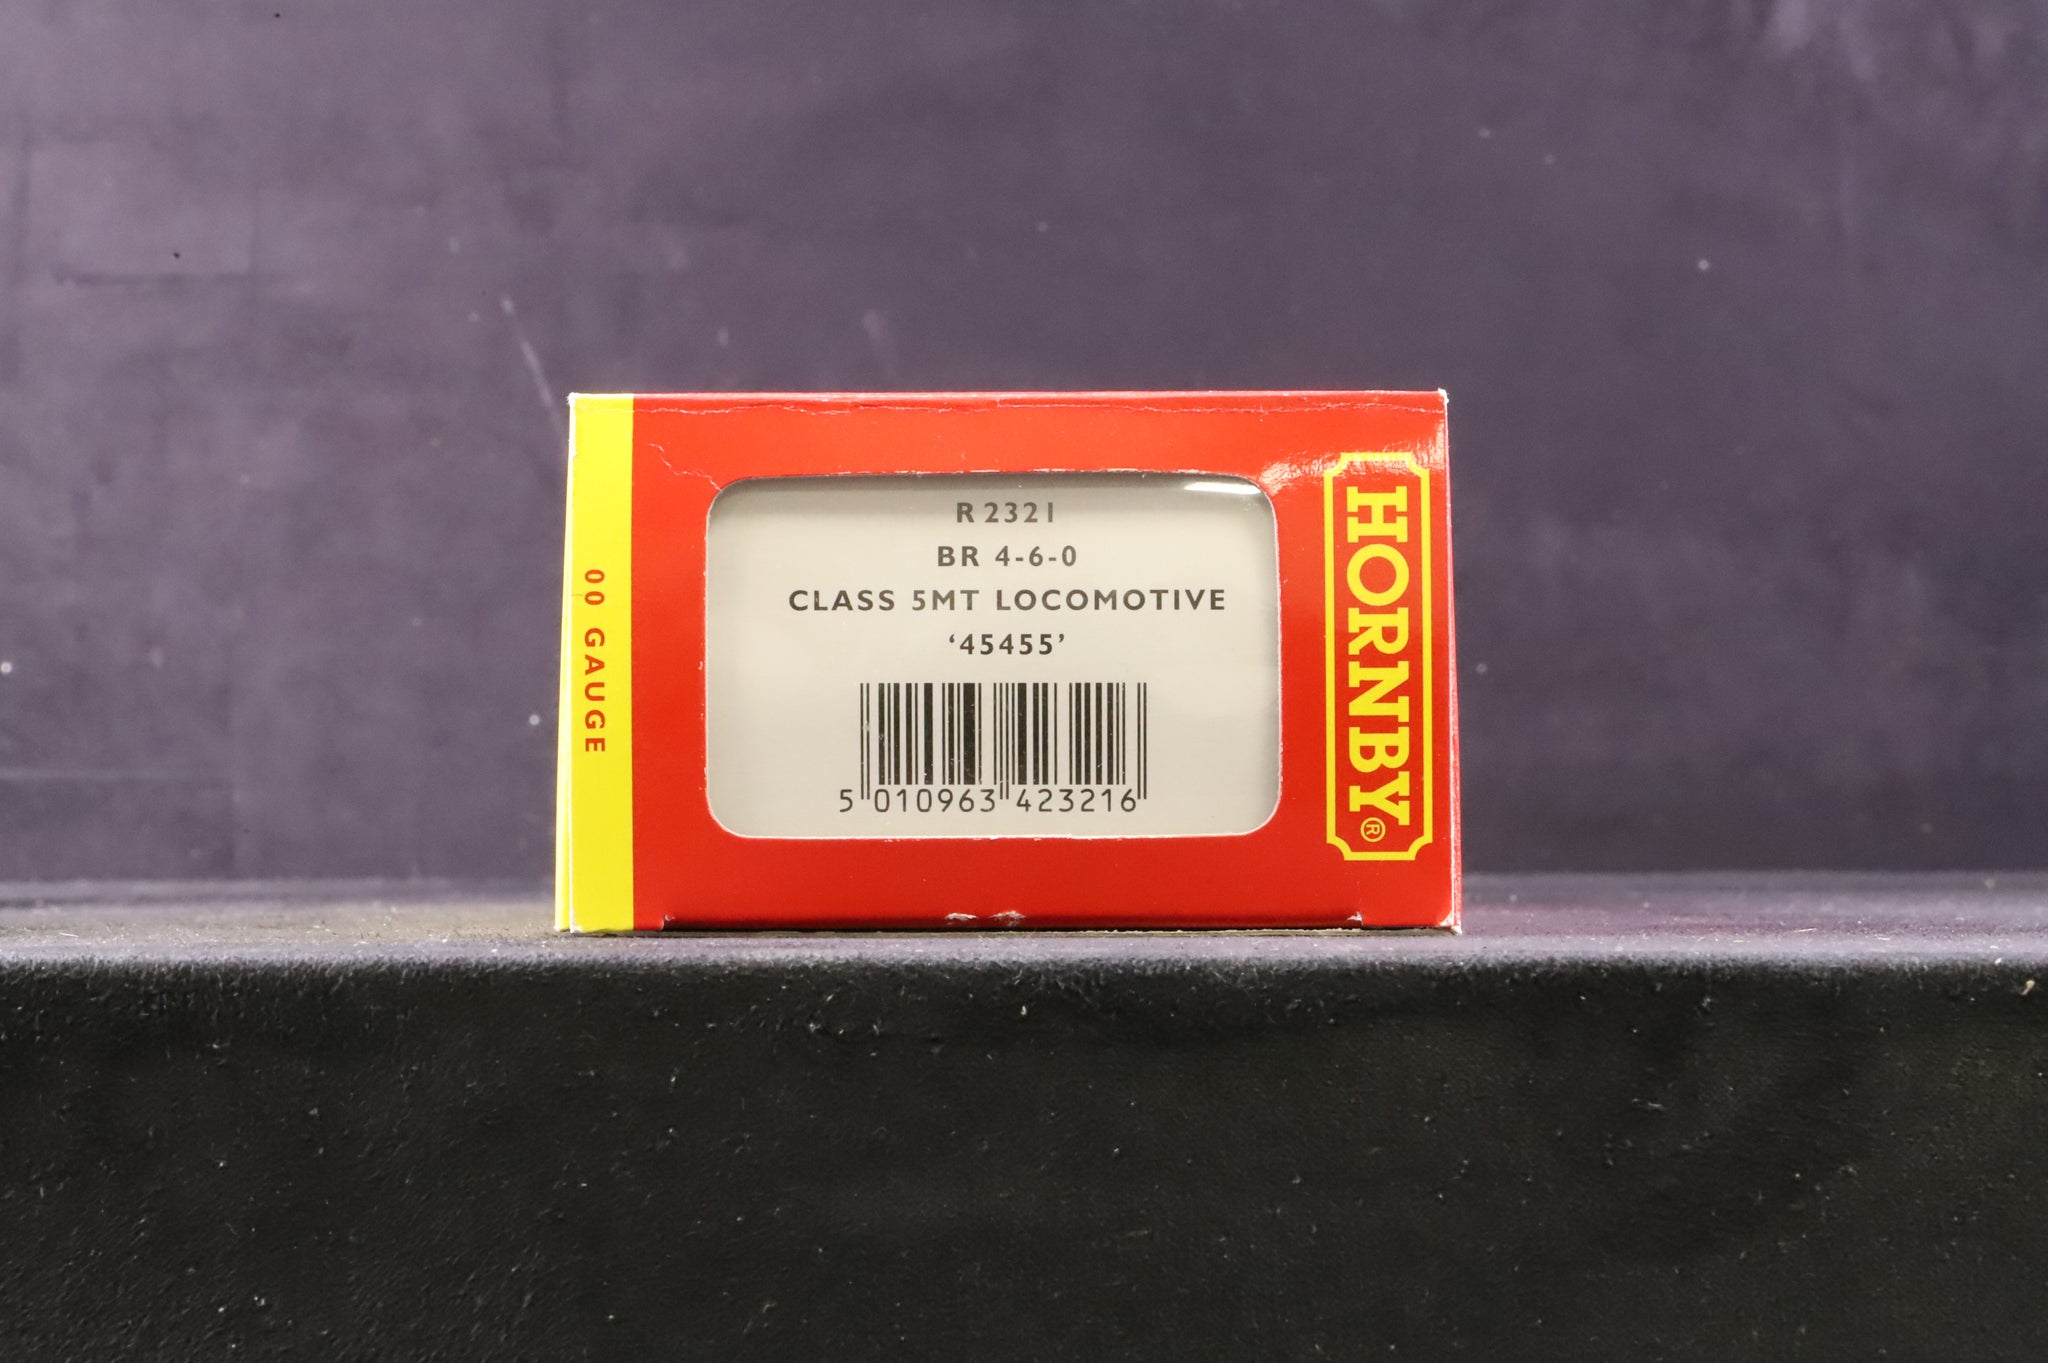 00 GAUGE
R2321
BR 4-6-0
CLASS 5MT LOCOMOTIVE
‘45455’
5 010963 423216
HORNBY®